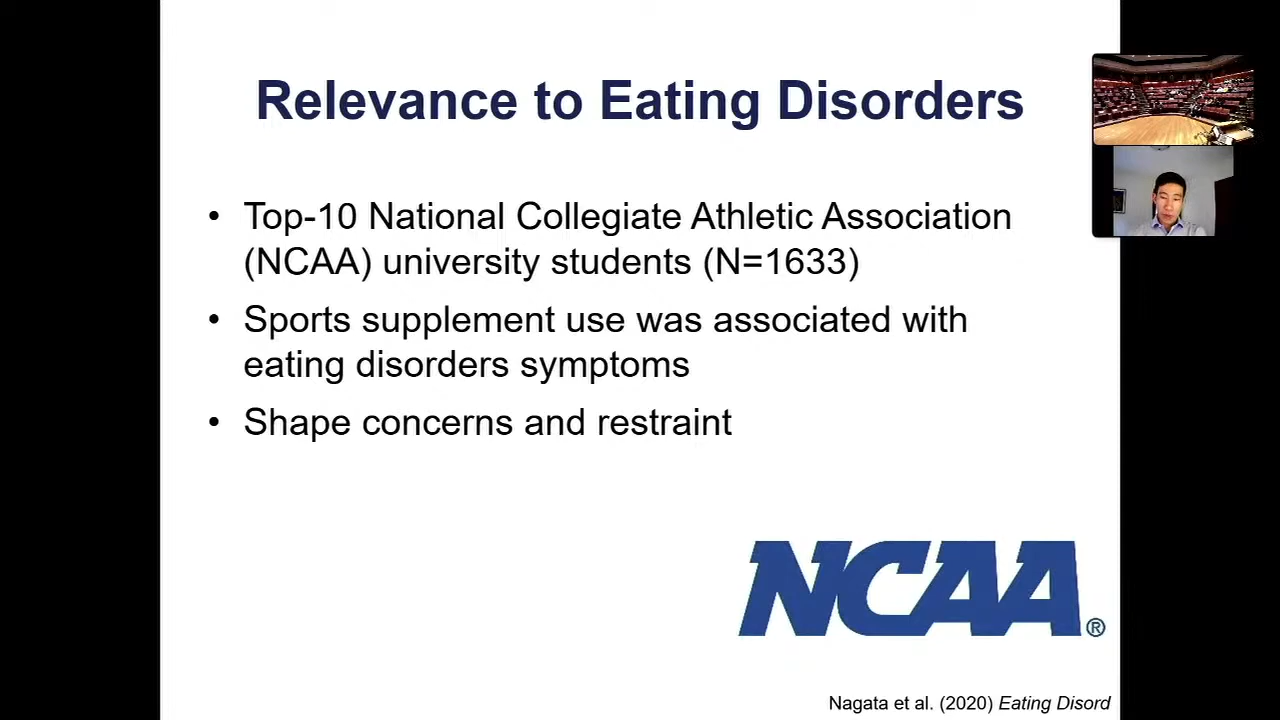 Relevance to Eating Disorders
• Top-10 National Collegiate Athletic Association
(NCAA) university students (N=1633)
• Sports supplement use was associated with
eating disorders symptoms
• Shape concerns and restraint
NCAA®
Nagata et al. (2020) Eating Disord